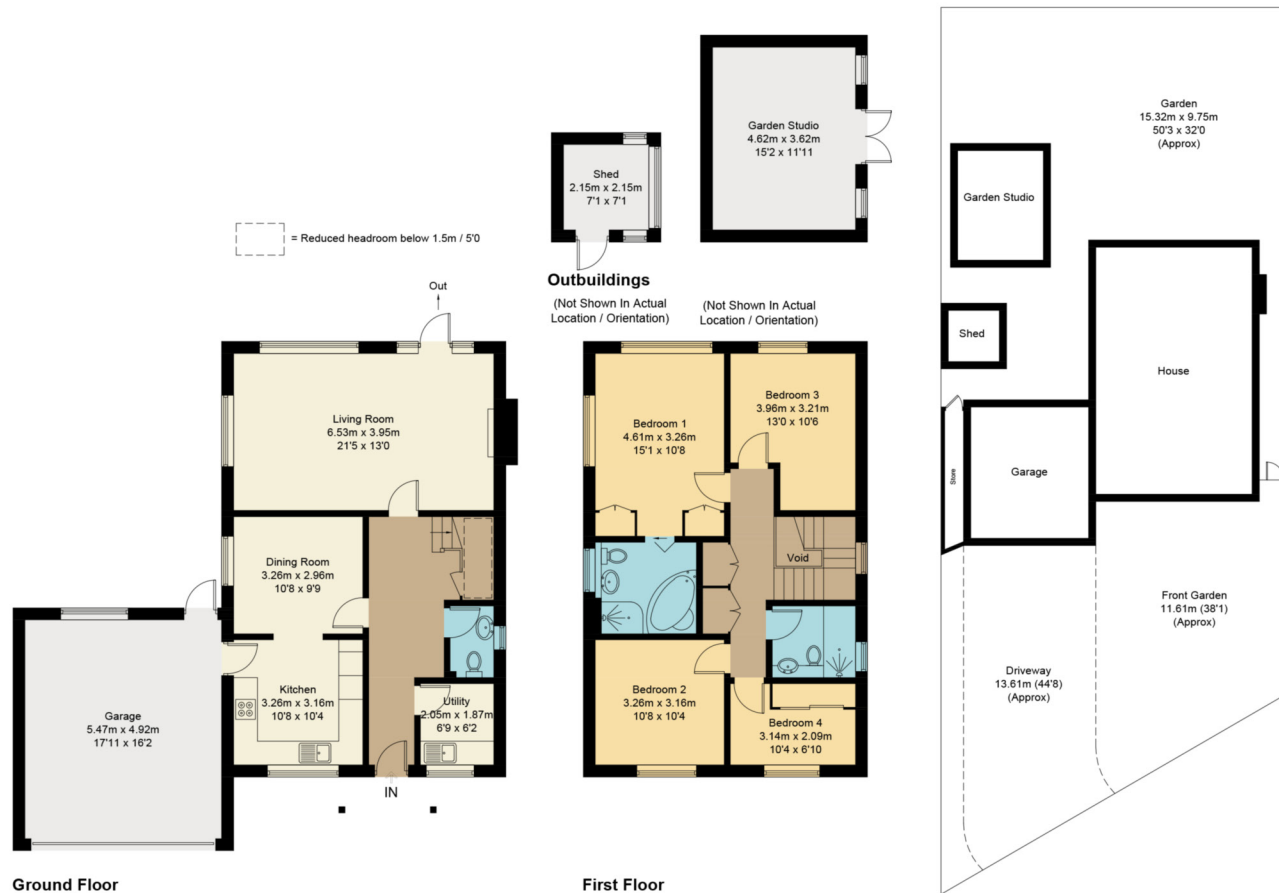 = Reduced headroom below 1.5m / 5'0
Shed
2.15m x 2.15m
7'1 x 7'1
Garden Studio
4.62m x 3.62m
15'2 x 11'11
Outbuildings
(Not Shown In Actual
Location / Orientation)
(Not Shown In Actual
Location / Orientation)
Out
Living Room
6.53m x 3.95m
21'5 x 13'0
Dining Room
3.26m x 2.96m
10'8 x 9'9
Kitchen
3.26m x 3.16m
10'8 x 10'4
Utility
2.05m x 1.87m
6'9 x 6'2
Garage
5.47m x 4.92m
17'11 x 16'2
IN
Ground Floor
Bedroom 1
4.61m x 3.26m
15'1 x 10'8
Bedroom 3
3.96m x 3.21m
13'0 x 10'6
Void
Bedroom 2
3.26m x 3.16m
10'8 x 10'4
Bedroom 4
3.14m x 2.09m
10'4 x 6'10
First Floor
Garden
15.32m x 9.75m
50'3 x 32'0
(Approx)
Garden Studio
Shed
House
Store
Garage
Front Garden
11.61m (38'1)
(Approx)
Driveway
13.61m (44'8)
(Approx)